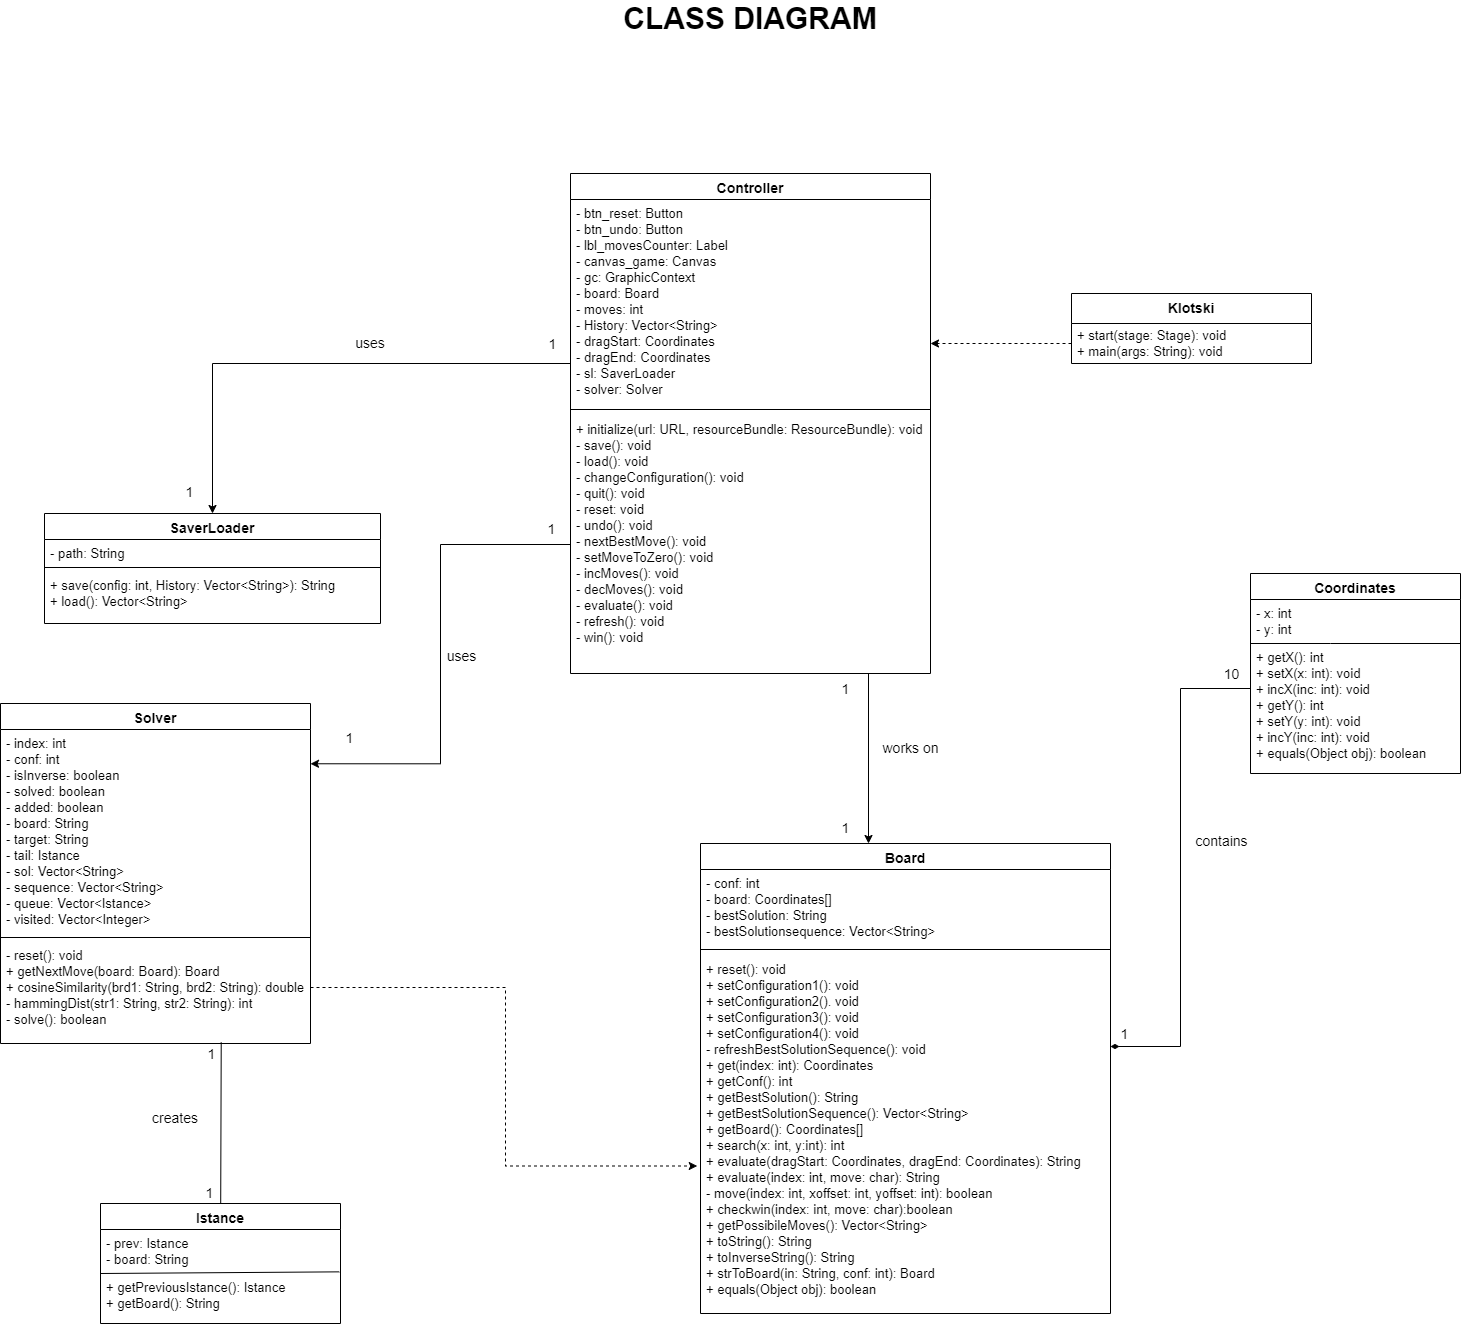 CLASS DIAGRAM
Controller
- btn_reset: Button
- btn_undo: Button
- lbl_movesCounter: Label
- canvas_game: Canvas
- gc: GraphicContext
- board: Board
- moves: int
- History: Vector<String>
- dragStart: Coordinates
- dragEnd: Coordinates
- sl: SaverLoader
- solver: Solver
+ initialize(url: URL, resourceBundle: ResourceBundle): void
- save(): void
- load(): void
- changeConfiguration(): void
- quit(): void
- reset: void
- undo(): void
- nextBestMove(): void
- setMoveToZero(): void
- incMoves(): void
- decMoves(): void
- evaluate(): void
- refresh(): void
- win(): void
Klotski
+ start(stage: Stage): void
+ main(args: String): void
uses
1
1
SaverLoader
- path: String
+ save(config: int, History: Vector<String>): String
+ load(): Vector<String>
1
uses
1
Solver
- index: int
- conf: int
- isInverse: boolean
- solved: boolean
- added: boolean
- board: String
- target: String
- tail: Istance
- sol: Vector<String>
- sequence: Vector<String>
- queue: Vector<Istance>
- visited: Vector<Integer>
- reset(): void
+ getNextMove(board: Board): Board
+ cosineSimilarity(brd1: String, brd2: String): double
- hammingDist(str1: String, str2: String): int
- solve(): boolean
1
creates
1
Istance
- prev: Istance
- board: String
+ getPreviousIstance(): Istance
+ getBoard(): String
1
works on
1
Coordinates
- x: int
- y: int
+ getX(): int
+ setX(x: int): void
+ incX(inc: int): void
+ getY(): int
+ setY(y: int): void
+ incY(inc: int): void
+ equals(Object obj): boolean
10
contains
1
Board
- conf: int
- board: Coordinates[]
- bestSolution: String
- bestSolutionsequence: Vector<String>
+ reset(): void
+ setConfiguration1(): void
+ setConfiguration2(). void
+ setConfiguration3(): void
+ setConfiguration4(): void
- refreshBestSolutionSequence(): void
+ get(index: int): Coordinates
+ getConf(): int
+ getBestSolution(): String
+ getBestSolutionSequence(): Vector<String>
+ getBoard(): Coordinates[]
+ search(x: int, y:int): int
+ evaluate(dragStart: Coordinates, dragEnd: Coordinates): String
+ evaluate(index: int, move: char): String
- move(index: int, xoffset: int, yoffset: int): boolean
+ checkwin(index: int, move: char):boolean
+ getPossibileMoves(): Vector<String>
+ toString(): String
+ toInverseString(): String
+ strToBoard(in: String, conf: int): Board
+ equals(Object obj): boolean